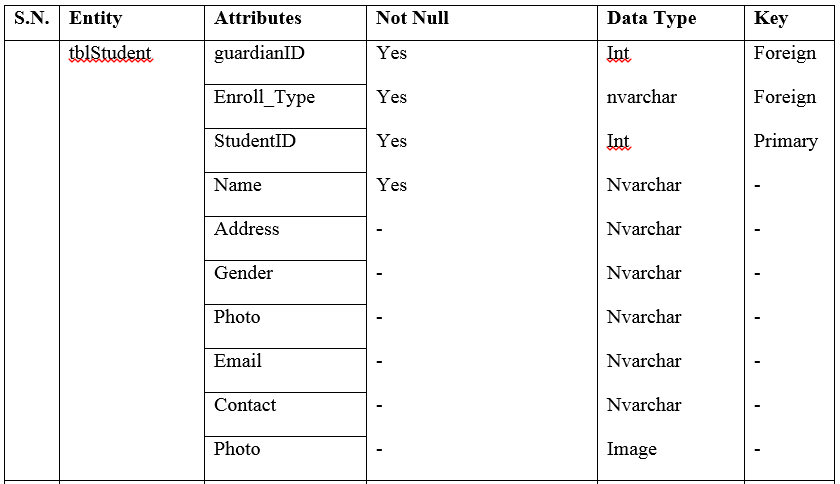 S.N. Entity Attributes Not Null Data Type Key
tblStudent guardianID Yes Int Foreign
Enroll_Type Yes nvarchar Foreign
StudentID Yes Int Primary
Name Yes Nvarchar -
Address - Nvarchar -
Gender - Nvarchar -
Photo - Nvarchar -
Email - Nvarchar -
Contact - Nvarchar -
Photo - Image -